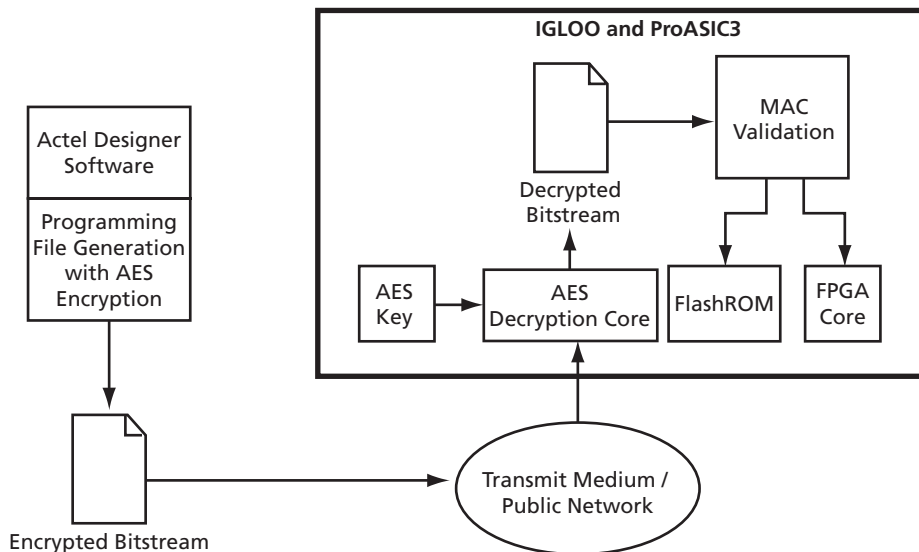 IGLOO and ProASIC3
Actel Designer
Software
Programming
File Generation
with AES
Encryption
MAC
Validation
Decrypted
Bitstream
AES
Key
AES
Decryption Core
FlashROM
FPGA
Core
Transmit Medium /
Public Network
Encrypted Bitstream